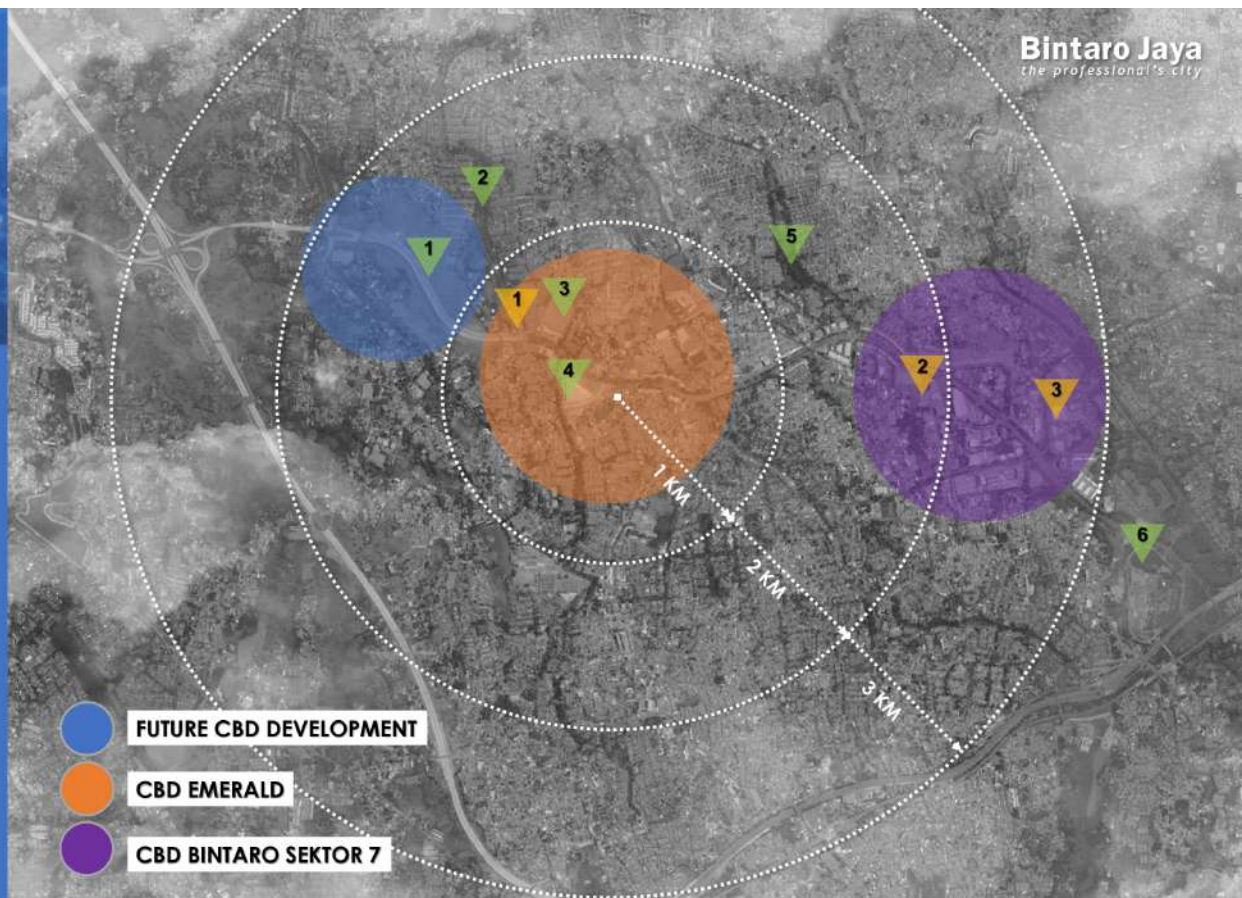 Bintaro Jaya
the professional's city
2
1
5
1
3
4
2
3
1 KM
2 KM
3 KM
6
FUTURE CBD DEVELOPMENT
CBD EMERALD
CBD BINTARO SEKTOR 7